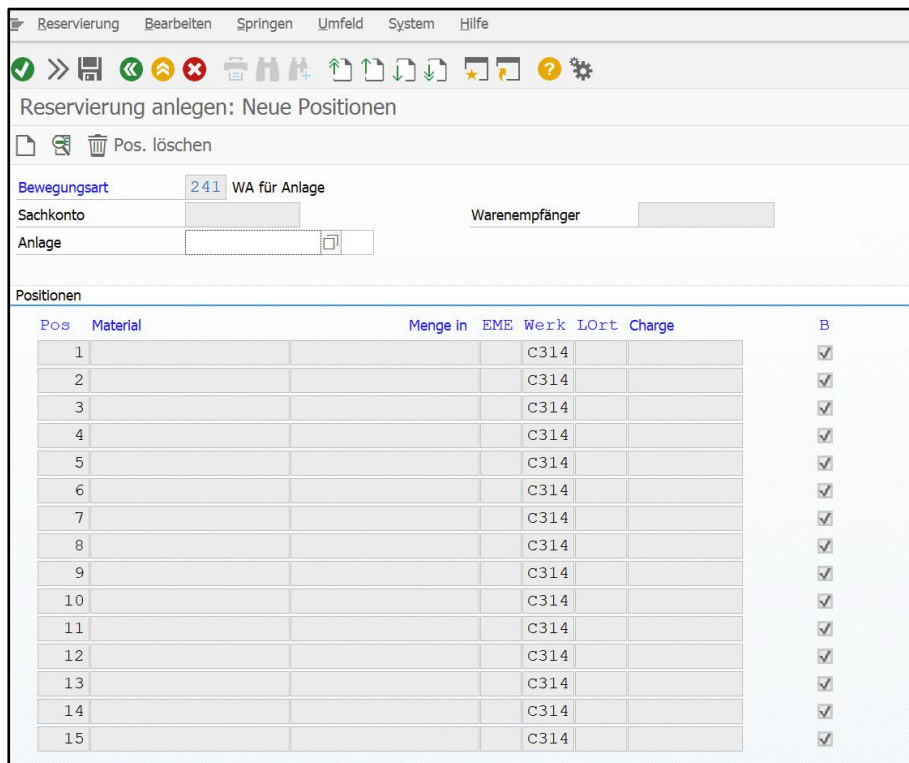 Reservierung Bearbeiten Springen Umfeld System Hilfe
Reservierung anlegen: Neue Positionen
Pos. löschen
Bewegungsart 241 WA für Anlage
Sachkonto Warenempfänger
Anlage
Positionen
Pos Material Menge in EME Werk LOrt Charge B
1 C314
2 C314
3 C314
4 C314
5 C314
6 C314
7 C314
8 C314
9 C314
10 C314
11 C314
12 C314
13 C314
14 C314
15 C314